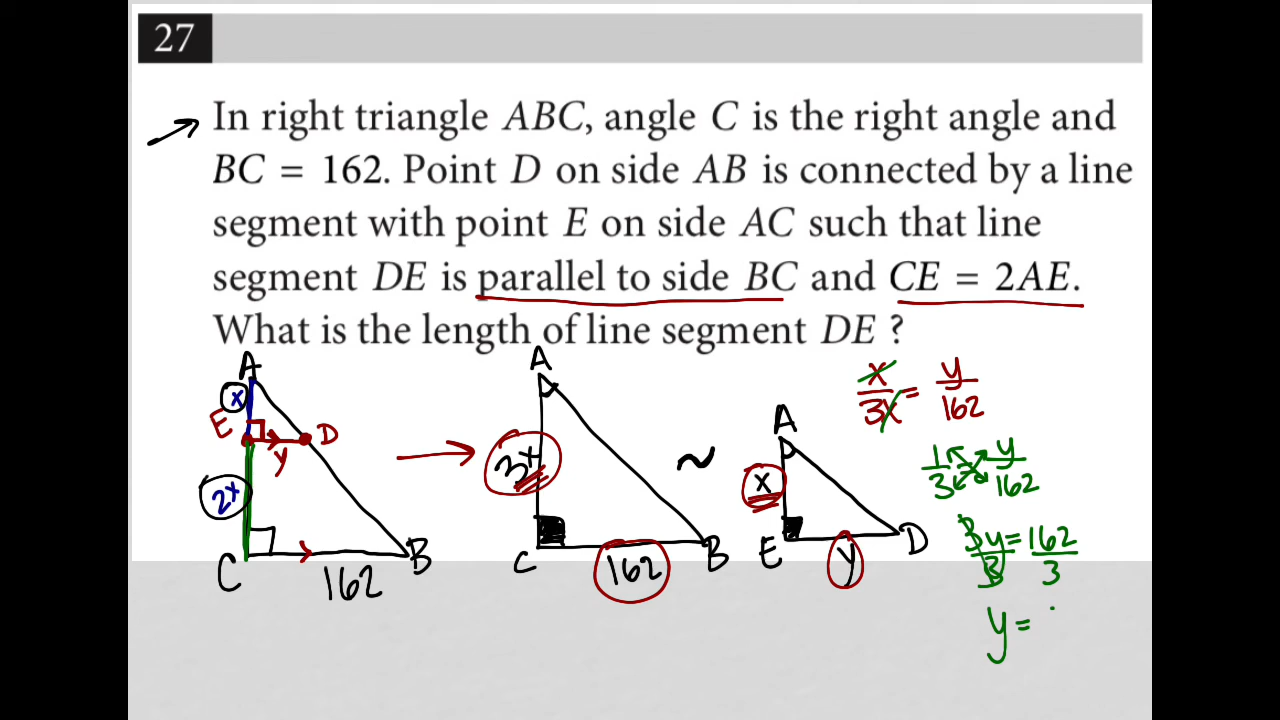 27
In right triangle ABC, angle C is the right angle and
BC = 162. Point D on side AB is connected by a line
segment with point E on side AC such that line
segment DE is parallel to side BC and CE = 2AE.
What is the length of line segment DE ?
A
x
E
D
y
2x
C
162
B
A
3x
C
162
B
~
A
x
E
y
D
x/3x = y/162
1/3 y/162
3y/3 = 162/3
y =